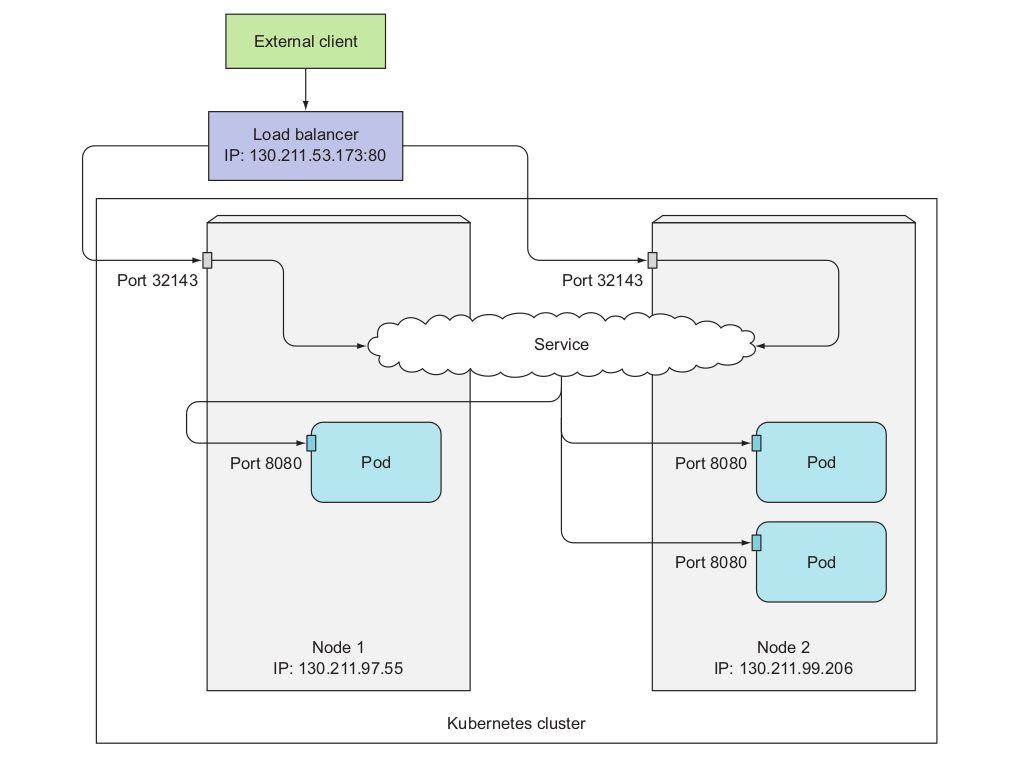 External client
Load balancer
IP: 130.211.53.173:80
Port 32143
Port 32143
Service
Port 8080
Pod
Port 8080
Pod
Port 8080
Pod
Node 1
IP: 130.211.97.55
Node 2
IP: 130.211.99.206
Kubernetes cluster